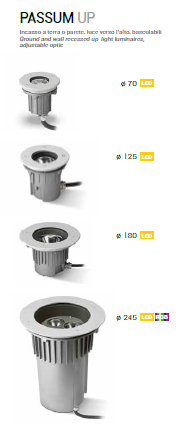 PASSUM UP
Incasso a terra o parete, luce verso l'alto, basculabili
Ground and wall recessed up light luminaires,
adjustable optic
ø 70 LED
ø 125 LED
ø 180 LED
ø 245 LED RGB